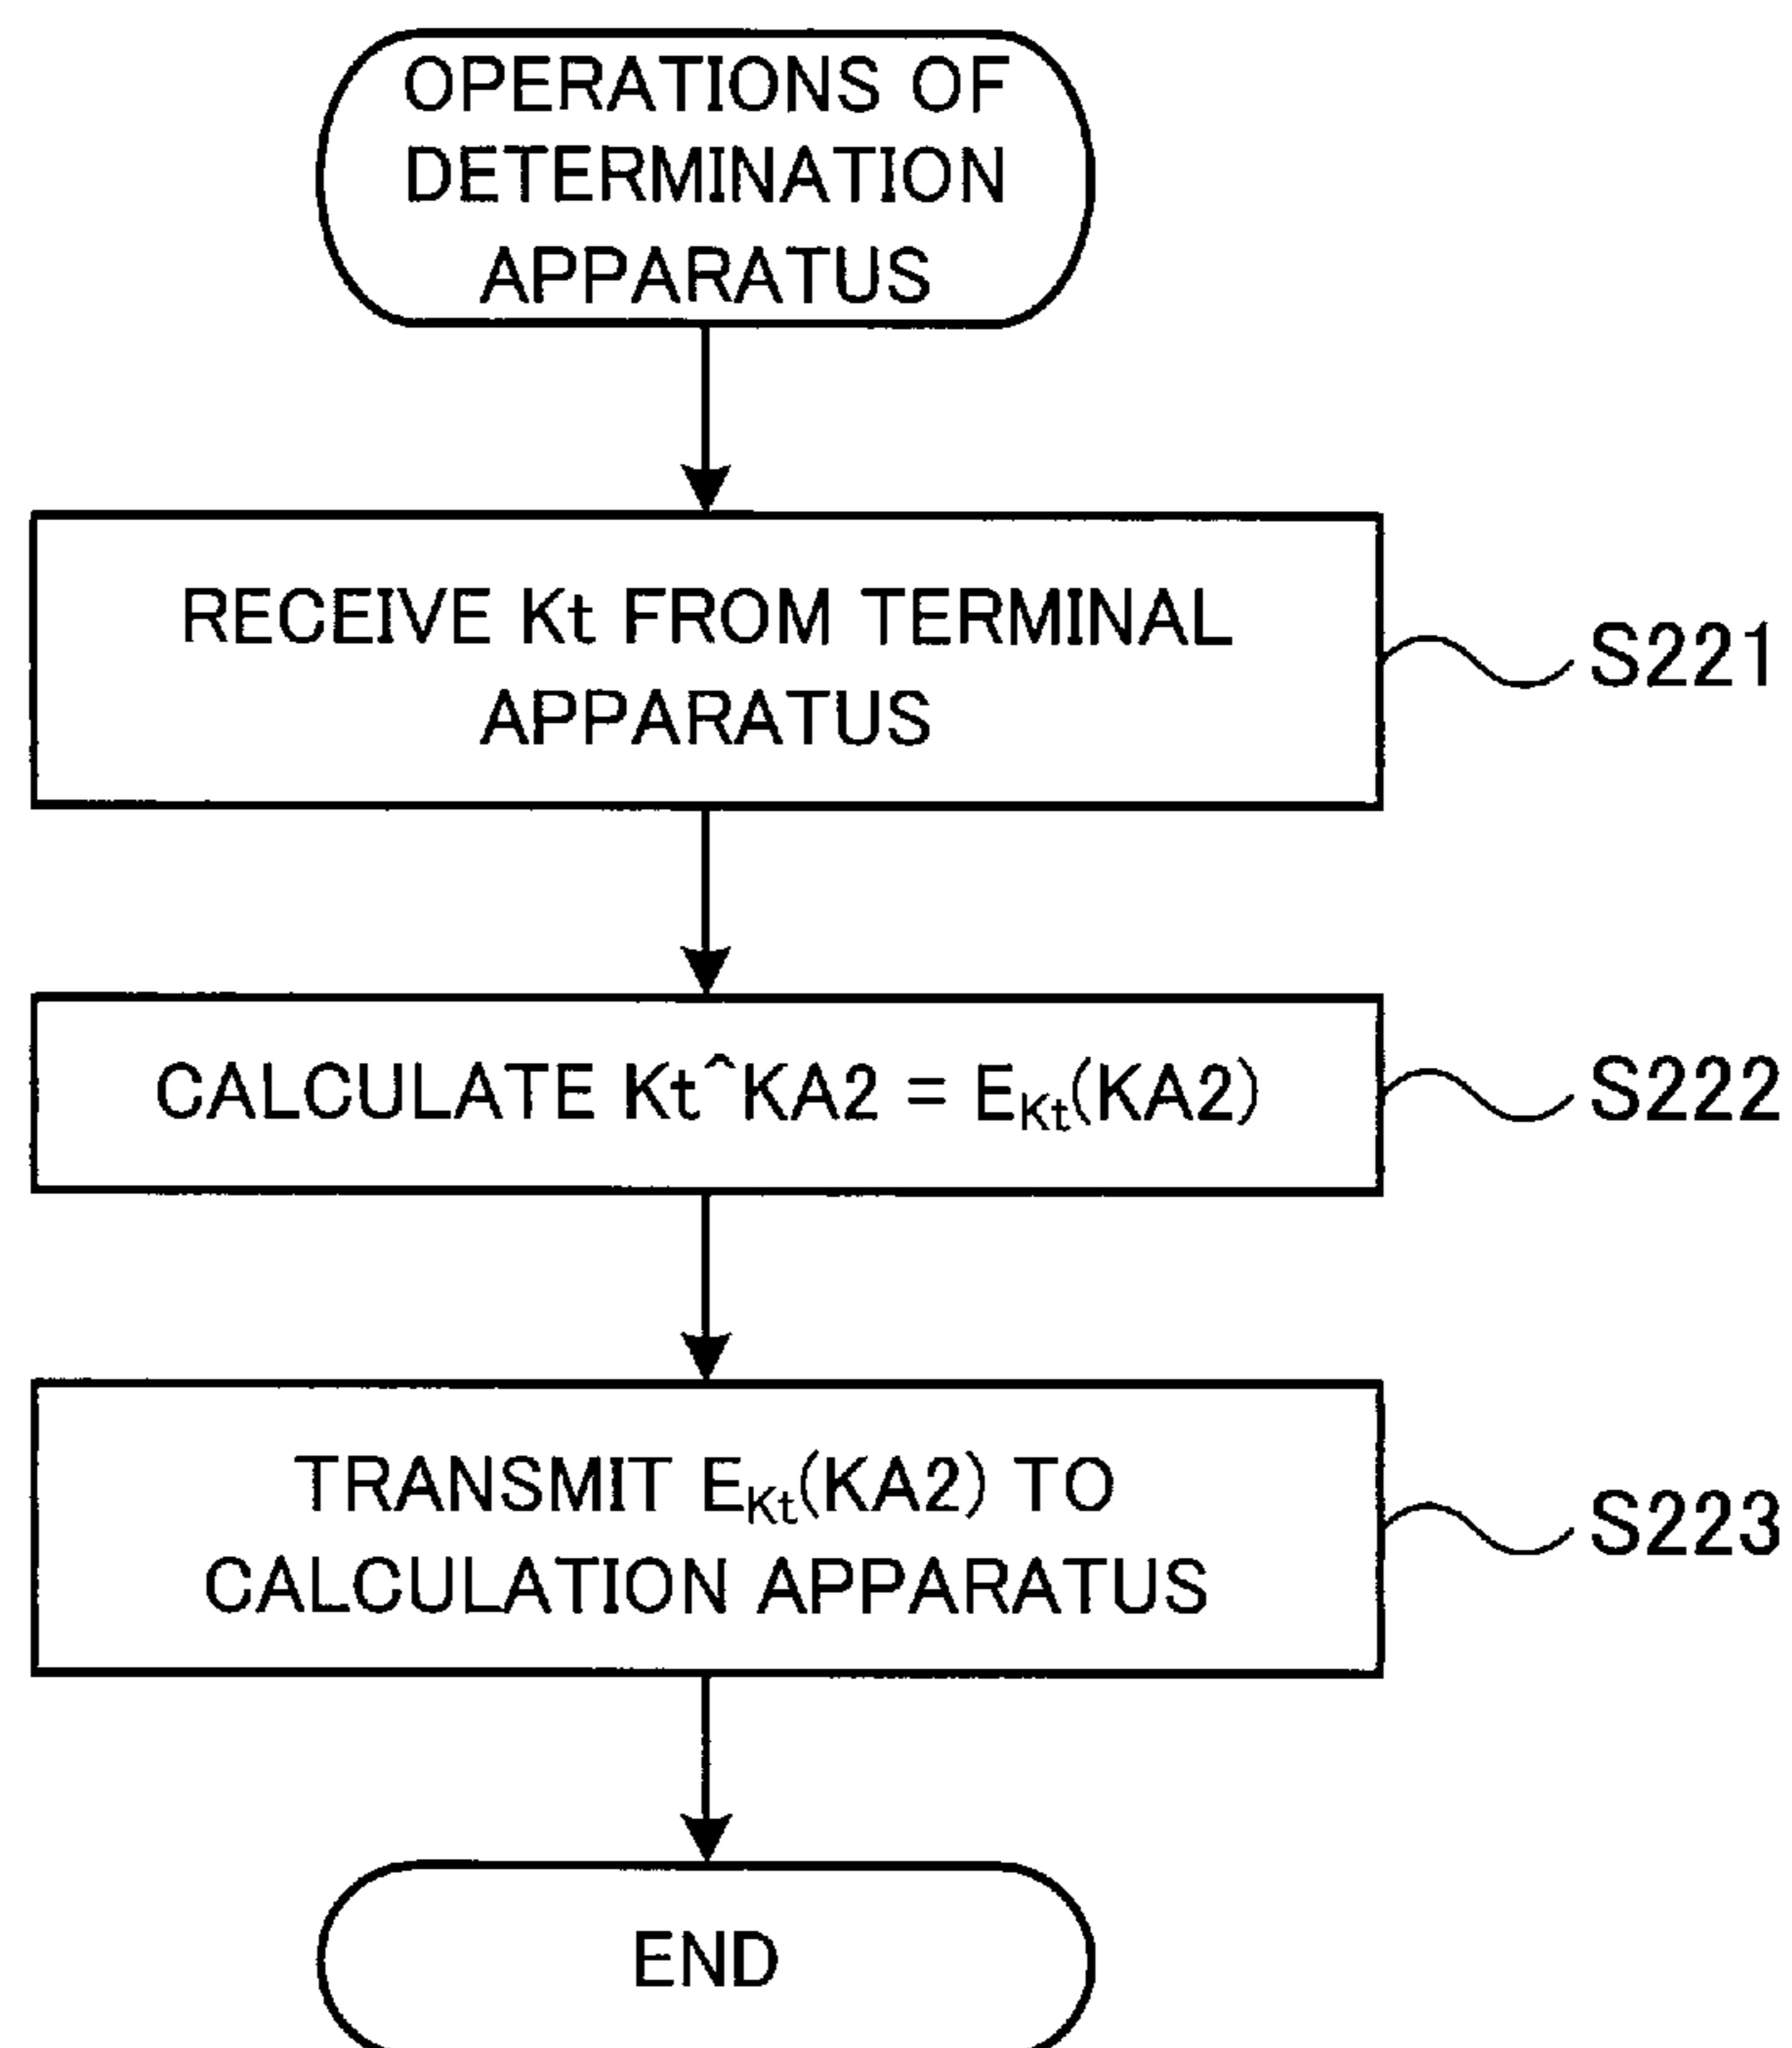 OPERATIONS OF
DETERMINATION
APPARATUS
RECEIVE Kt FROM TERMINAL
APPARATUS
S221
CALCULATE Kt^KA2 = EKt(KA2)
S222
TRANSMIT EKt(KA2) TO
CALCULATION APPARATUS
S223
END